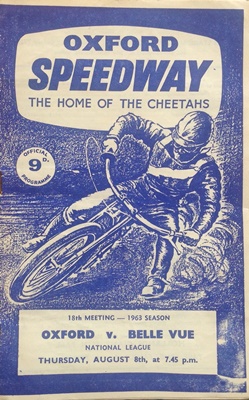 OXFORD
SPEEDWAY
THE HOME OF THE CHEETAHS
OFFICIAL
9D.
PROGRAMME
18th MEETING — 1963 SEASON
OXFORD v. BELLE VUE
NATIONAL LEAGUE
THURSDAY, AUGUST 8th, at 7.45 p.m.